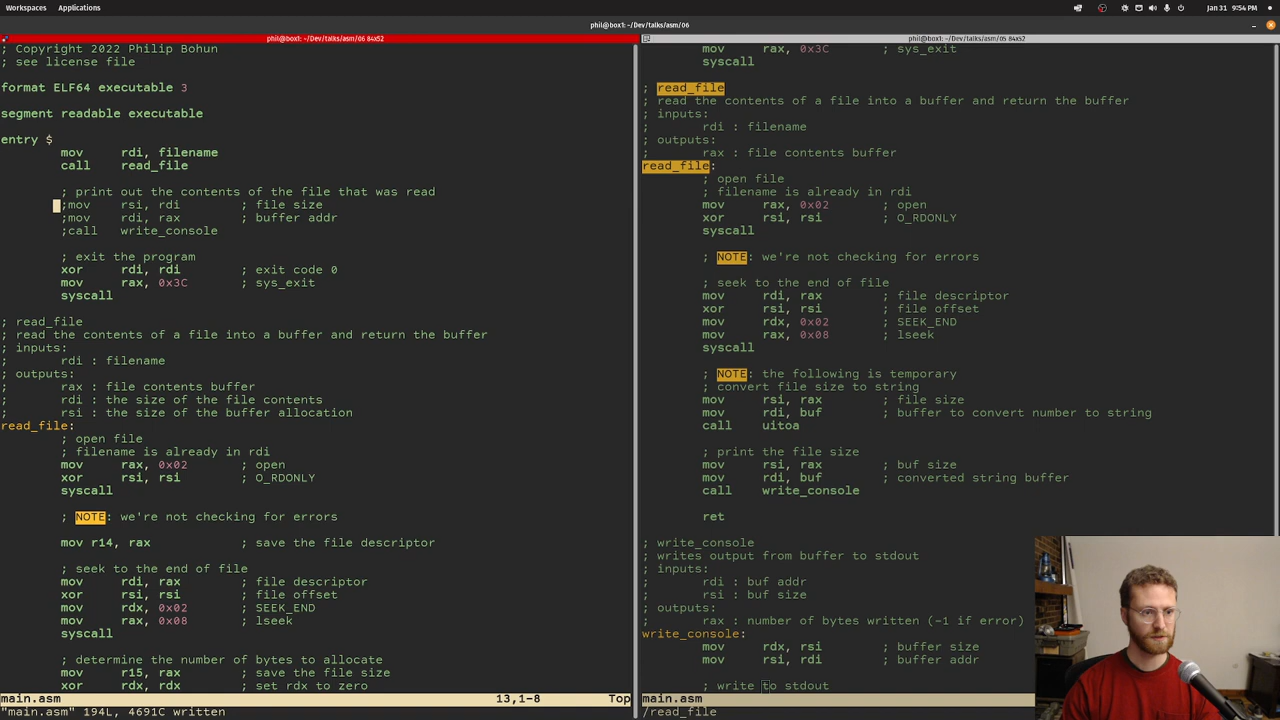 Workspaces Applications Jan 31 9:54 PM
phil@box1: ~/Dev/talks/asm/06
phil@box1: ~/Dev/talks/asm/06 84x52
; Copyright 2022 Philip Bohun
; see license file
format ELF64 executable 3
segment readable executable
entry $
mov rdi, filename
call read_file
; print out the contents of the file that was read
;mov rsi, rdi ; file size
;mov rdi, rax ; buffer addr
;call write_console
; exit the program
xor rdi, rdi ; exit code 0
mov rax, 0x3C ; sys_exit
syscall
; read_file
; read the contents of a file into a buffer and return the buffer
; inputs:
; rdi : filename
; outputs:
; rax : file contents buffer
; rdi : the size of the file contents
; rsi : the size of the buffer allocation
read_file:
; open file
; filename is already in rdi
mov rax, 0x02 ; open
xor rsi, rsi ; O_RDONLY
syscall
; NOTE: we're not checking for errors
mov r14, rax ; save the file descriptor
; seek to the end of file
mov rdi, rax ; file descriptor
xor rsi, rsi ; file offset
mov rdx, 0x02 ; SEEK_END
mov rax, 0x08 ; lseek
syscall
; determine the number of bytes to allocate
mov r15, rax ; save the file size
xor rdx, rdx ; set rdx to zero
main.asm 13,1-8 Top
"main.asm" 194L, 4691C written
phil@box1: ~/Dev/talks/asm/05 84x52
mov rax, 0x3C ; sys_exit
syscall
; read_file
; read the contents of a file into a buffer and return the buffer
; inputs:
; rdi : filename
; outputs:
; rax : file contents buffer
read_file:
; open file
; filename is already in rdi
mov rax, 0x02 ; open
xor rsi, rsi ; O_RDONLY
syscall
; NOTE: we're not checking for errors
; seek to the end of file
mov rdi, rax ; file descriptor
xor rsi, rsi ; file offset
mov rdx, 0x02 ; SEEK_END
mov rax, 0x08 ; lseek
syscall
; NOTE: the following is temporary
; convert file size to string
mov rsi, rax ; file size
mov rdi, buf ; buffer to convert number to string
call uitoa
; print the file size
mov rsi, rax ; buf size
mov rdi, buf ; converted string buffer
call write_console
ret
; write_console
; writes output from buffer to stdout
; inputs:
; rdi : buf addr
; rsi : buf size
; outputs:
; rax : number of bytes written (-1 if error)
write_console:
mov rdx, rsi ; buffer size
mov rsi, rdi ; buffer addr
; write to stdout
main.asm
/read_file